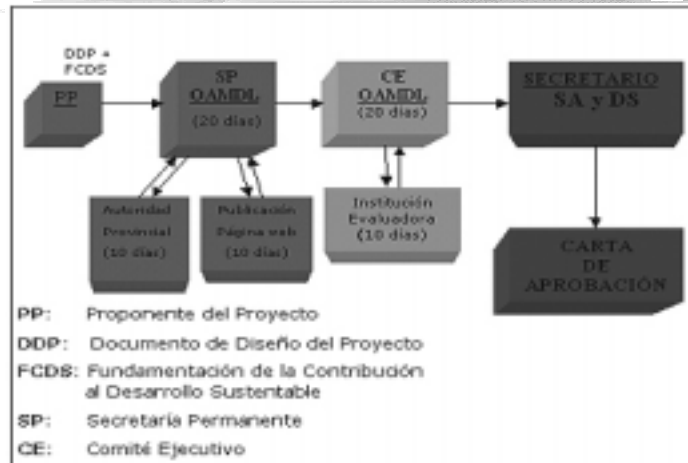 DDP +
FCDS
PP
SP
OAMDL
(20 días)
CE
OAMDL
(20 días)
SECRETARIO
SA y DS
Autoridad
Provincial
(10 días)
Publicación
Página web
(10 días)
Institución
Evaluadora
(10 días)
CARTA
DE
APROBACIÓN
PP: Proponente del Proyecto
DDP: Documento de Diseño del Proyecto
FCDS: Fundamentación de la Contribución
al Desarrollo Sustentable
SP: Secretaría Permanente
CE: Comité Ejecutivo